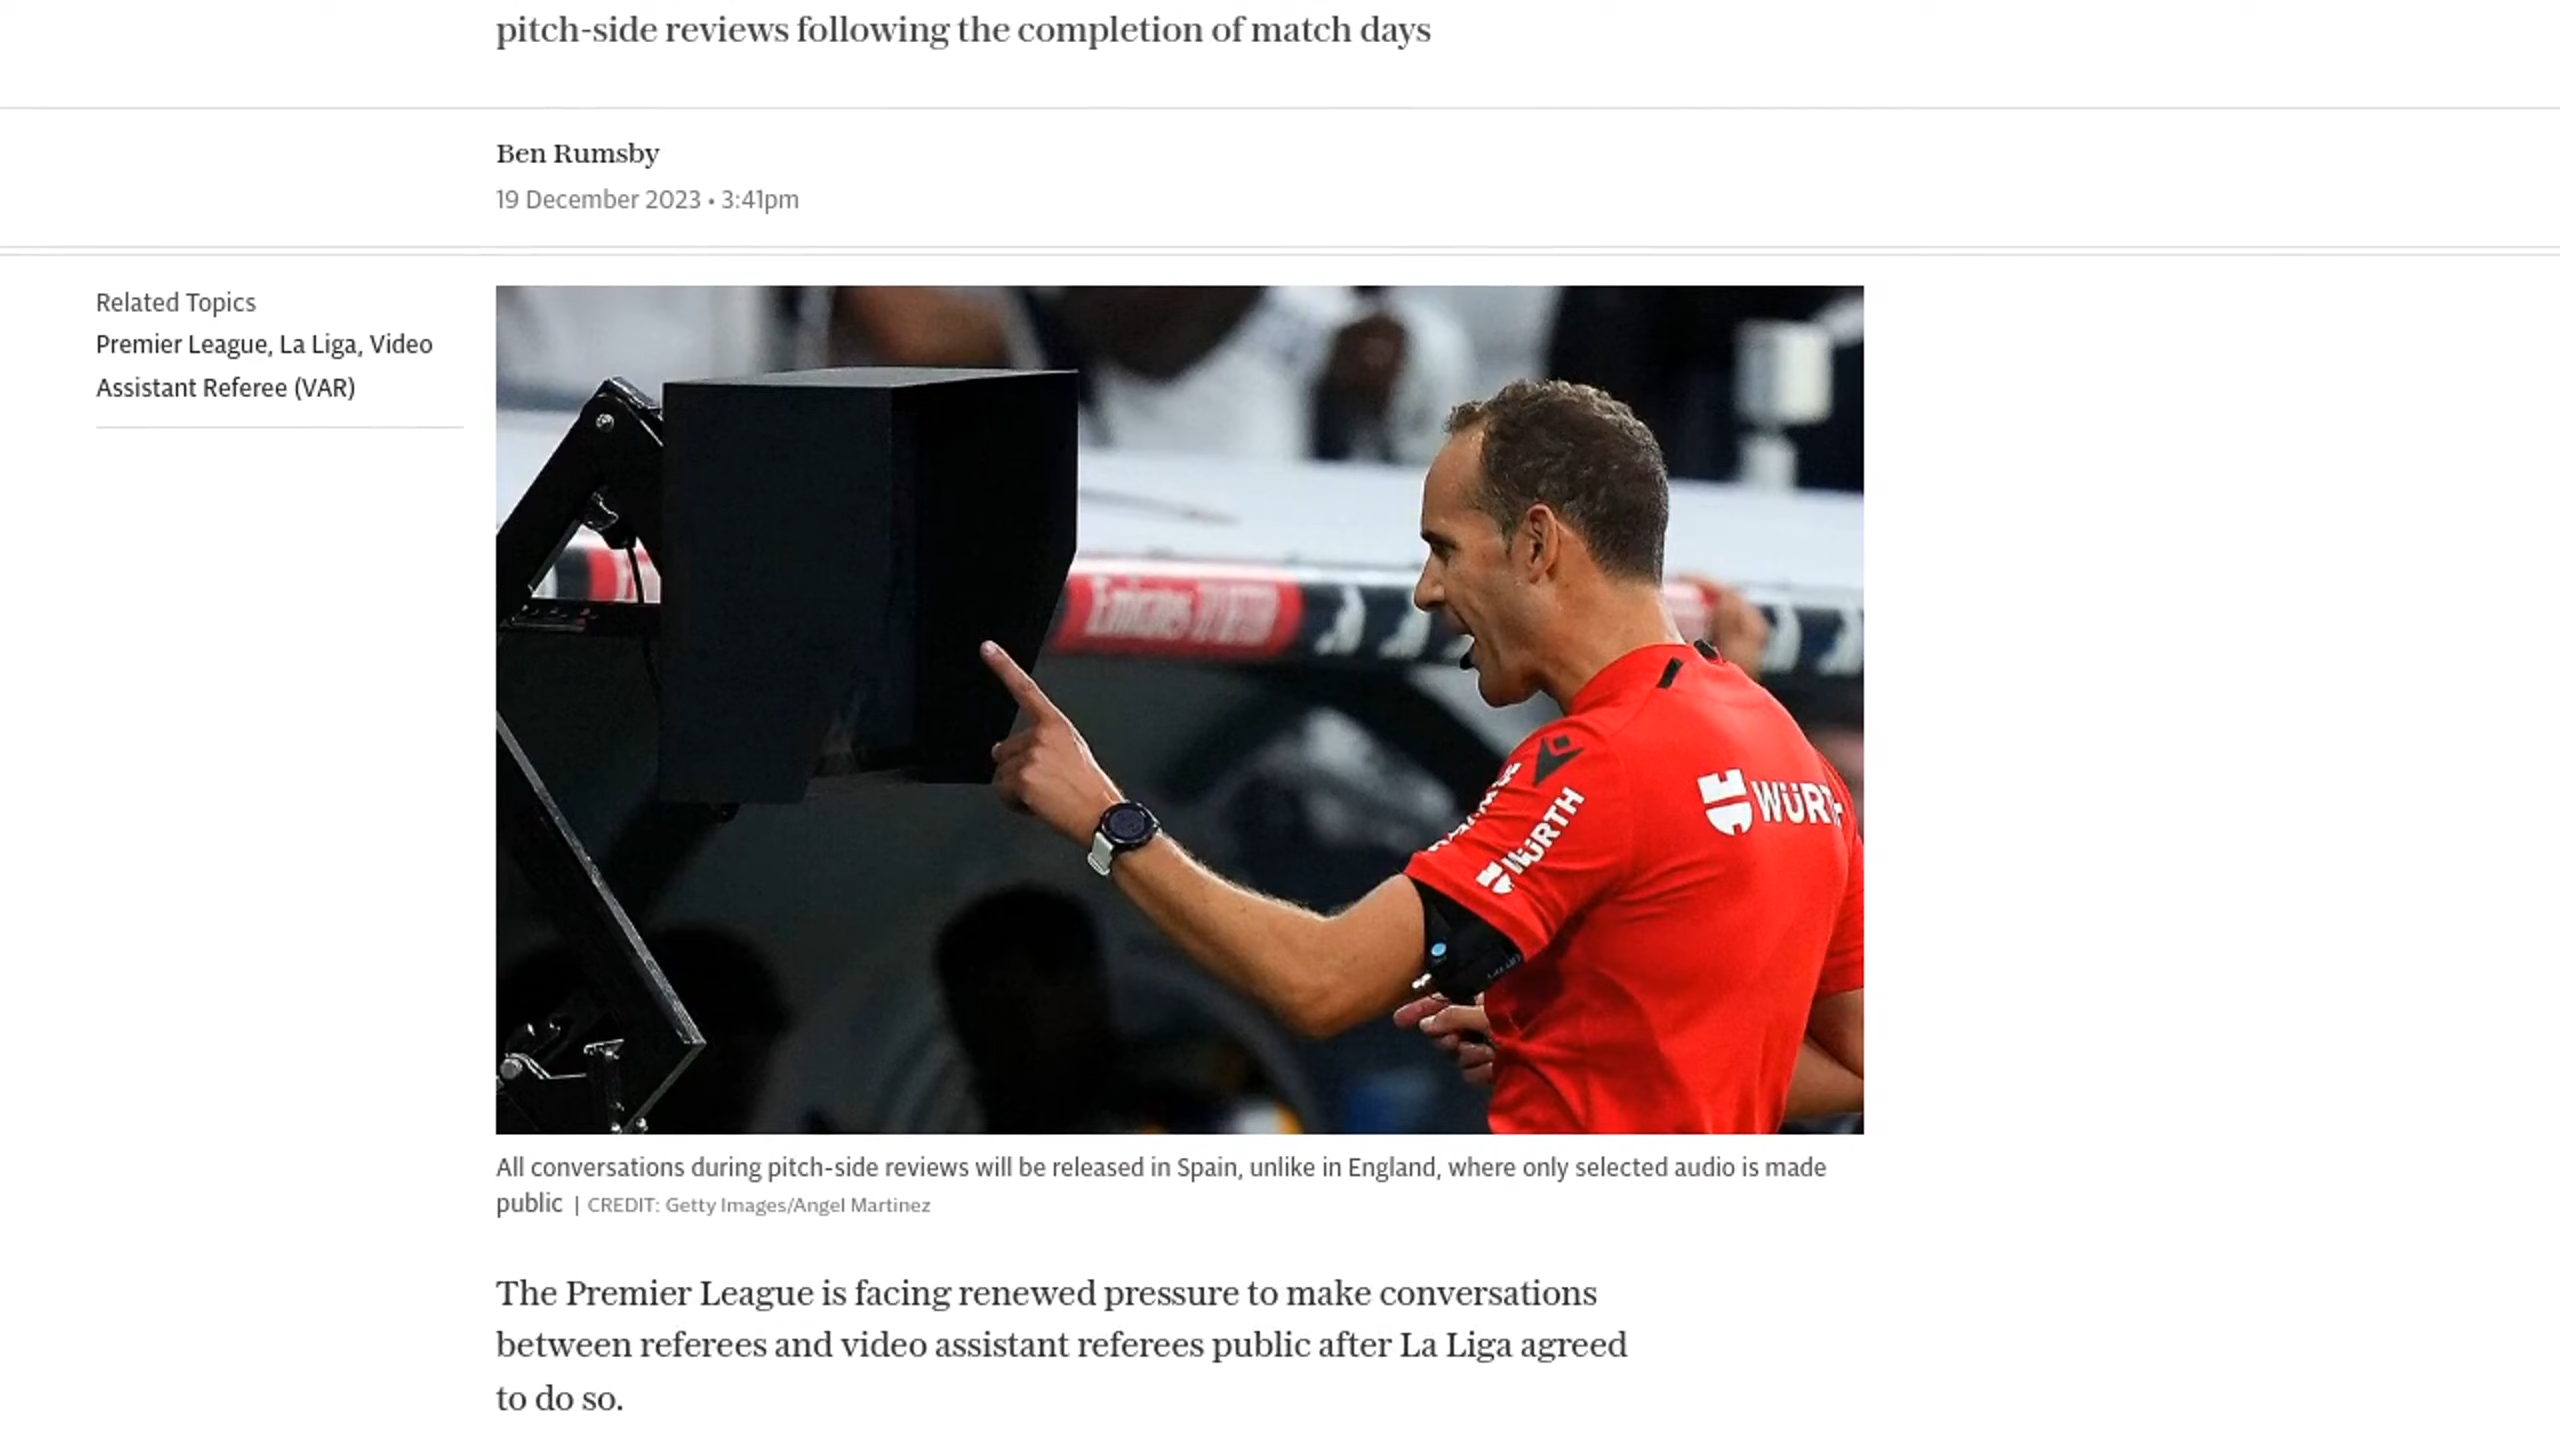 pitch-side reviews following the completion of match days
Ben Rumsby
19 December 2023 • 3:41pm
Related Topics
Premier League, La Liga, Video
Assistant Referee (VAR)
WÜRTH
WÜRT
All conversations during pitch-side reviews will be released in Spain, unlike in England, where only selected audio is made
public | CREDIT: Getty Images/Angel Martinez
The Premier League is facing renewed pressure to make conversations
between referees and video assistant referees public after La Liga agreed
to do so.